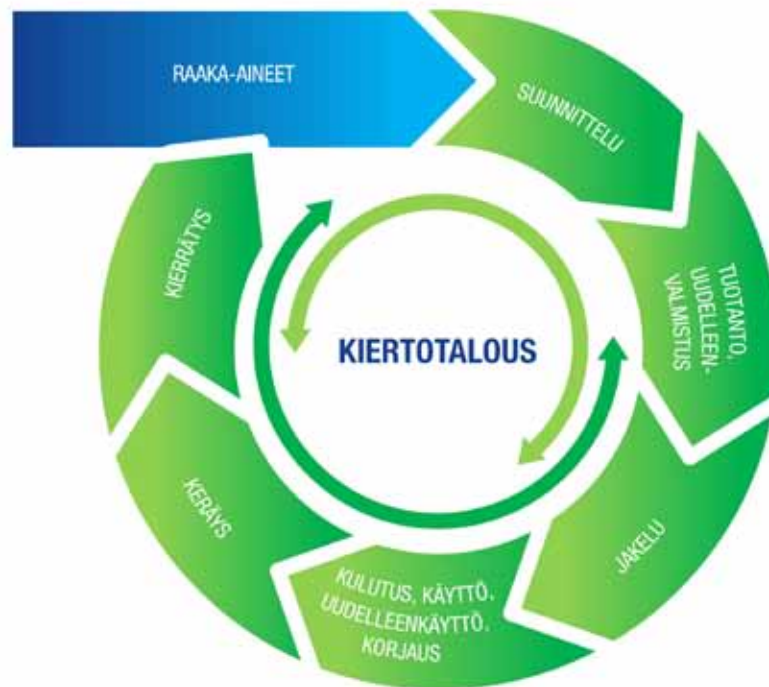 RAAKA-AINEET
SUUNNITTELU
TUOTANTO,
UUDELLEEN-
VALMISTUS
JAKELU
KULUTUS, KÄYTTÖ,
UUDELLEENKÄYTTÖ,
KORJAUS
KERÄYS
KIERRÄTYS
KIERTOTALOUS